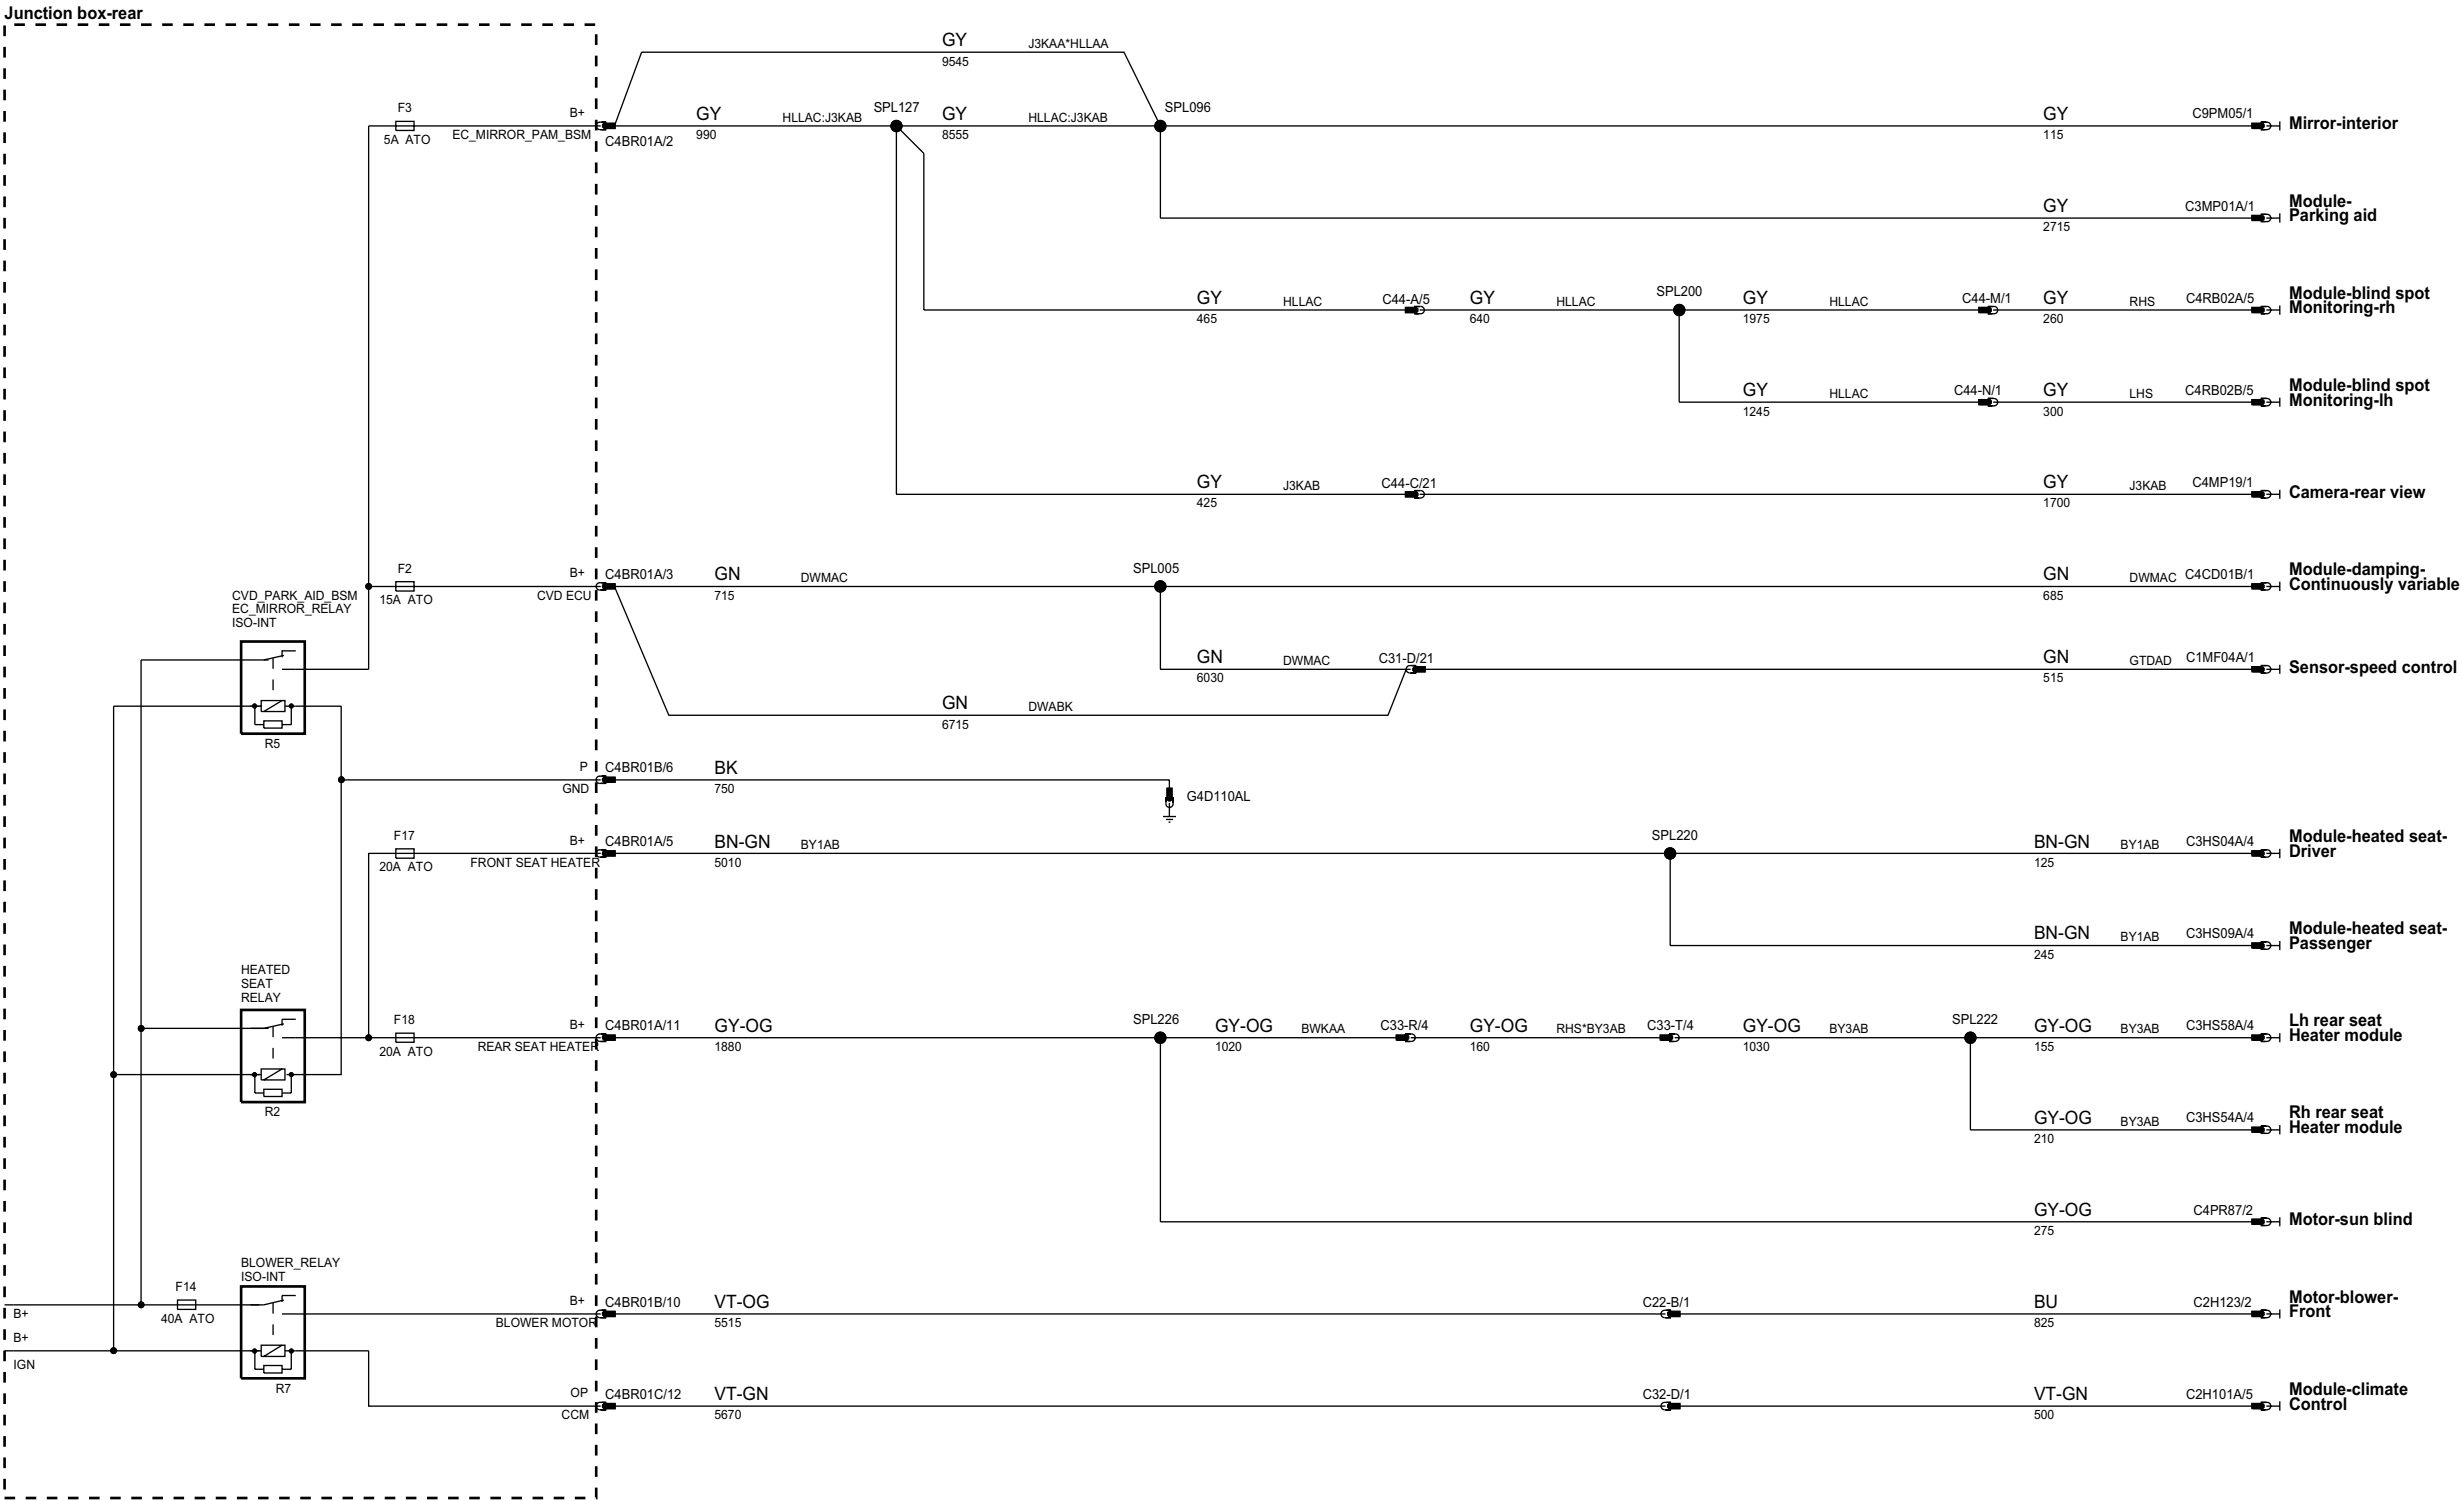 Junction box-rear
GY
J3KAA*HLLAA
9545
F3
5A ATO
B+
EC_MIRROR_PAM_BSM
C4BR01A/2
GY
990
HLLAC:J3KAB
SPL127
GY
8555
HLLAC:J3KAB
SPL096
GY
115
C9PM05/1
Mirror-interior
GY
2715
C3MP01A/1
Module-
Parking aid
GY
465
HLLAC
C44-A/5
GY
640
HLLAC
SPL200
GY
1975
HLLAC
C44-M/1
GY
260
RHS
C4RB02A/5
Module-blind spot
Monitoring-rh
GY
1245
HLLAC
C44-N/1
GY
300
LHS
C4RB02B/5
Module-blind spot
Monitoring-lh
GY
425
J3KAB
C44-C/21
GY
1700
J3KAB
C4MP19/1
Camera-rear view
F2
15A ATO
B+
CVD ECU
C4BR01A/3
GN
715
DWMAC
SPL005
GN
685
DWMAC
C4CD01B/1
Module-damping-
Continuously variable
CVD_PARK_AID_BSM
EC_MIRROR_RELAY
ISO-INT
R5
GN
6030
DWMAC
C31-D/21
GN
515
GTDAD
C1MF04A/1
Sensor-speed control
GN
6715
DWABK
P
GND
C4BR01B/6
BK
750
G4D110AL
F17
20A ATO
B+
FRONT SEAT HEATER
C4BR01A/5
BN-GN
5010
BY1AB
SPL220
BN-GN
125
BY1AB
C3HS04A/4
Module-heated seat-
Driver
BN-GN
245
BY1AB
C3HS09A/4
Module-heated seat-
Passenger
HEATED
SEAT
RELAY
R2
F18
20A ATO
B+
REAR SEAT HEATER
C4BR01A/11
GY-OG
1880
SPL226
GY-OG
1020
BWKAA
C33-R/4
GY-OG
160
RHS*BY3AB
C33-T/4
GY-OG
1030
BY3AB
SPL222
GY-OG
155
BY3AB
C3HS58A/4
Lh rear seat
Heater module
GY-OG
210
BY3AB
C3HS54A/4
Rh rear seat
Heater module
GY-OG
275
C4PR87/2
Motor-sun blind
BLOWER_RELAY
ISO-INT
F14
40A ATO
B+
B+
IGN
R7
B+
BLOWER MOTOR
C4BR01B/10
VT-OG
5515
C22-B/1
BU
825
C2H123/2
Motor-blower-
Front
OP
CCM
C4BR01C/12
VT-GN
5670
C32-D/1
VT-GN
500
C2H101A/5
Module-climate
Control